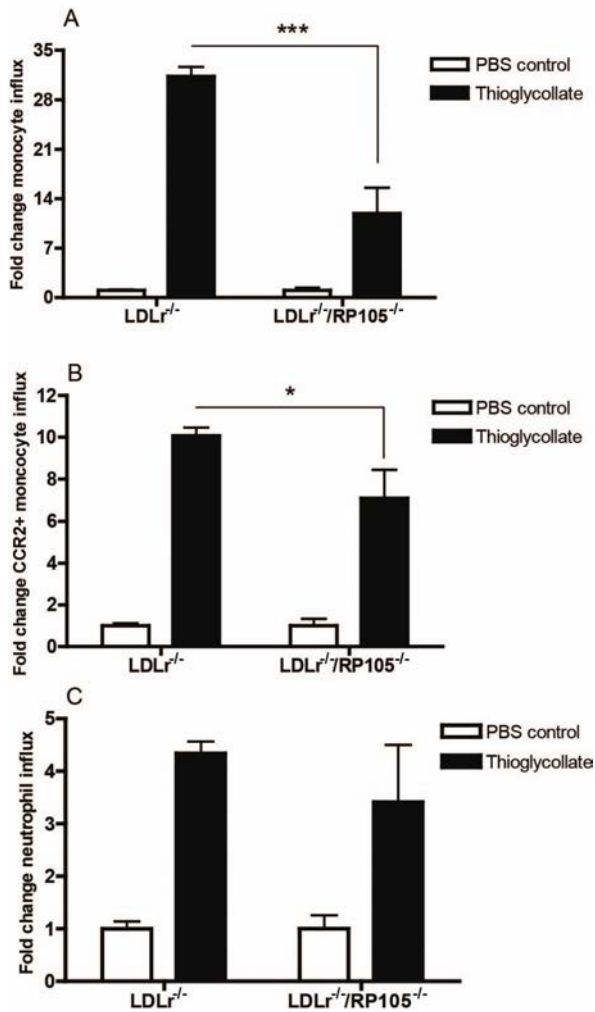 A
Fold change monocyte influx
35
28
21
14
7
0
***
PBS control
Thioglycollate
LDLr-/-
LDLr-/-/RP105-/-
B
Fold change CCR2+ moncocyte influx
12
10
8
6
4
2
0
*
PBS control
Thioglycollate
LDLr-/-
LDLr-/-/RP105-/-
C
Fold change neutrophil influx
5
4
3
2
1
0
PBS control
Thioglycollate
LDLr-/-
LDLr-/-/RP105-/-